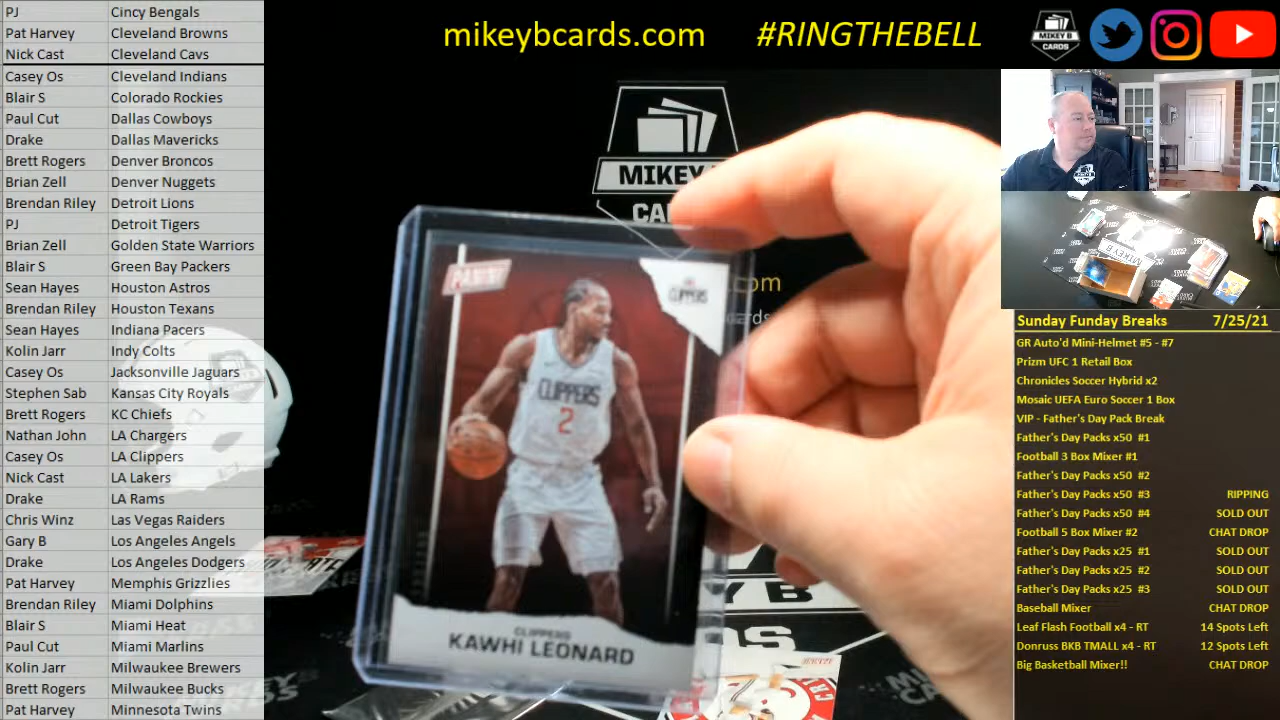 PJ Cincy Bengals
Pat Harvey Cleveland Browns
Nick Cast Cleveland Cavs
Casey Os Cleveland Indians
Blair S Colorado Rockies
Paul Cut Dallas Cowboys
Drake Dallas Mavericks
Brett Rogers Denver Broncos
Brian Zell Denver Nuggets
Brendan Riley Detroit Lions
PJ Detroit Tigers
Brian Zell Golden State Warriors
Blair S Green Bay Packers
Sean Hayes Houston Astros
Brendan Riley Houston Texans
Sean Hayes Indiana Pacers
Kolin Jarr Indy Colts
Casey Os Jacksonville Jaguars
Stephen Sab Kansas City Royals
Brett Rogers KC Chiefs
Nathan John LA Chargers
Casey Os LA Clippers
Nick Cast LA Lakers
Drake LA Rams
Chris Winz Las Vegas Raiders
Gary B Los Angeles Angels
Drake Los Angeles Dodgers
Pat Harvey Memphis Grizzlies
Brendan Riley Miami Dolphins
Blair S Miami Heat
Paul Cut Miami Marlins
Kolin Jarr Milwaukee Brewers
Brett Rogers Milwaukee Bucks
Pat Harvey Minnesota Twins
mikeybcards.com #RINGTHEBELL
MIKEY B
CARDS
MIKEY
CA
.com
PANINI
CLIPPERS
CLIPPERS
2
CLIPPERS
KAWHI LEONARD
MIKEY B
Sunday Funday Breaks 7/25/21
GR Auto'd Mini-Helmet #5 - #7
Prizm UFC 1 Retail Box
Chronicles Soccer Hybrid x2
Mosaic UEFA Euro Soccer 1 Box
VIP - Father's Day Pack Break
Father's Day Packs x50 #1
Football 3 Box Mixer #1
Father's Day Packs x50 #2
Father's Day Packs x50 #3 RIPPING
Father's Day Packs x50 #4 SOLD OUT
Football 5 Box Mixer #2 CHAT DROP
Father's Day Packs x25 #1 SOLD OUT
Father's Day Packs x25 #2 SOLD OUT
Father's Day Packs x25 #3 SOLD OUT
Baseball Mixer CHAT DROP
Leaf Flash Football x4 - RT 14 Spots Left
Donruss BKB TMALL x4 - RT 12 Spots Left
Big Basketball Mixer!! CHAT DROP